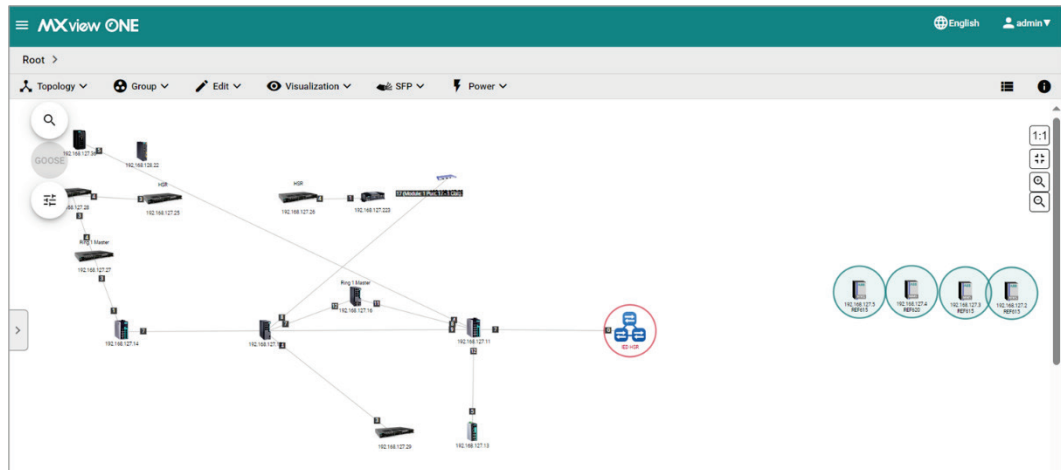 MXview ONE
English
admin
Root >
Topology
Group
Edit
Visualization
SFP
Power
GOOSE
1:1
192.168.127.36
192.168.128.22
HSR
192.168.127.25
HSR
192.168.127.26
192.168.127.223
Ring 1 Master
192.168.127.27
Ring 1 Master
192.168.127.16
192.168.127.14
192.168.127.11
IED-HSR
192.168.127.29
192.168.127.13
192.168.127.5
REF615
192.168.127.4
REF620
192.168.127.3
REF615
192.168.127.2
REF615